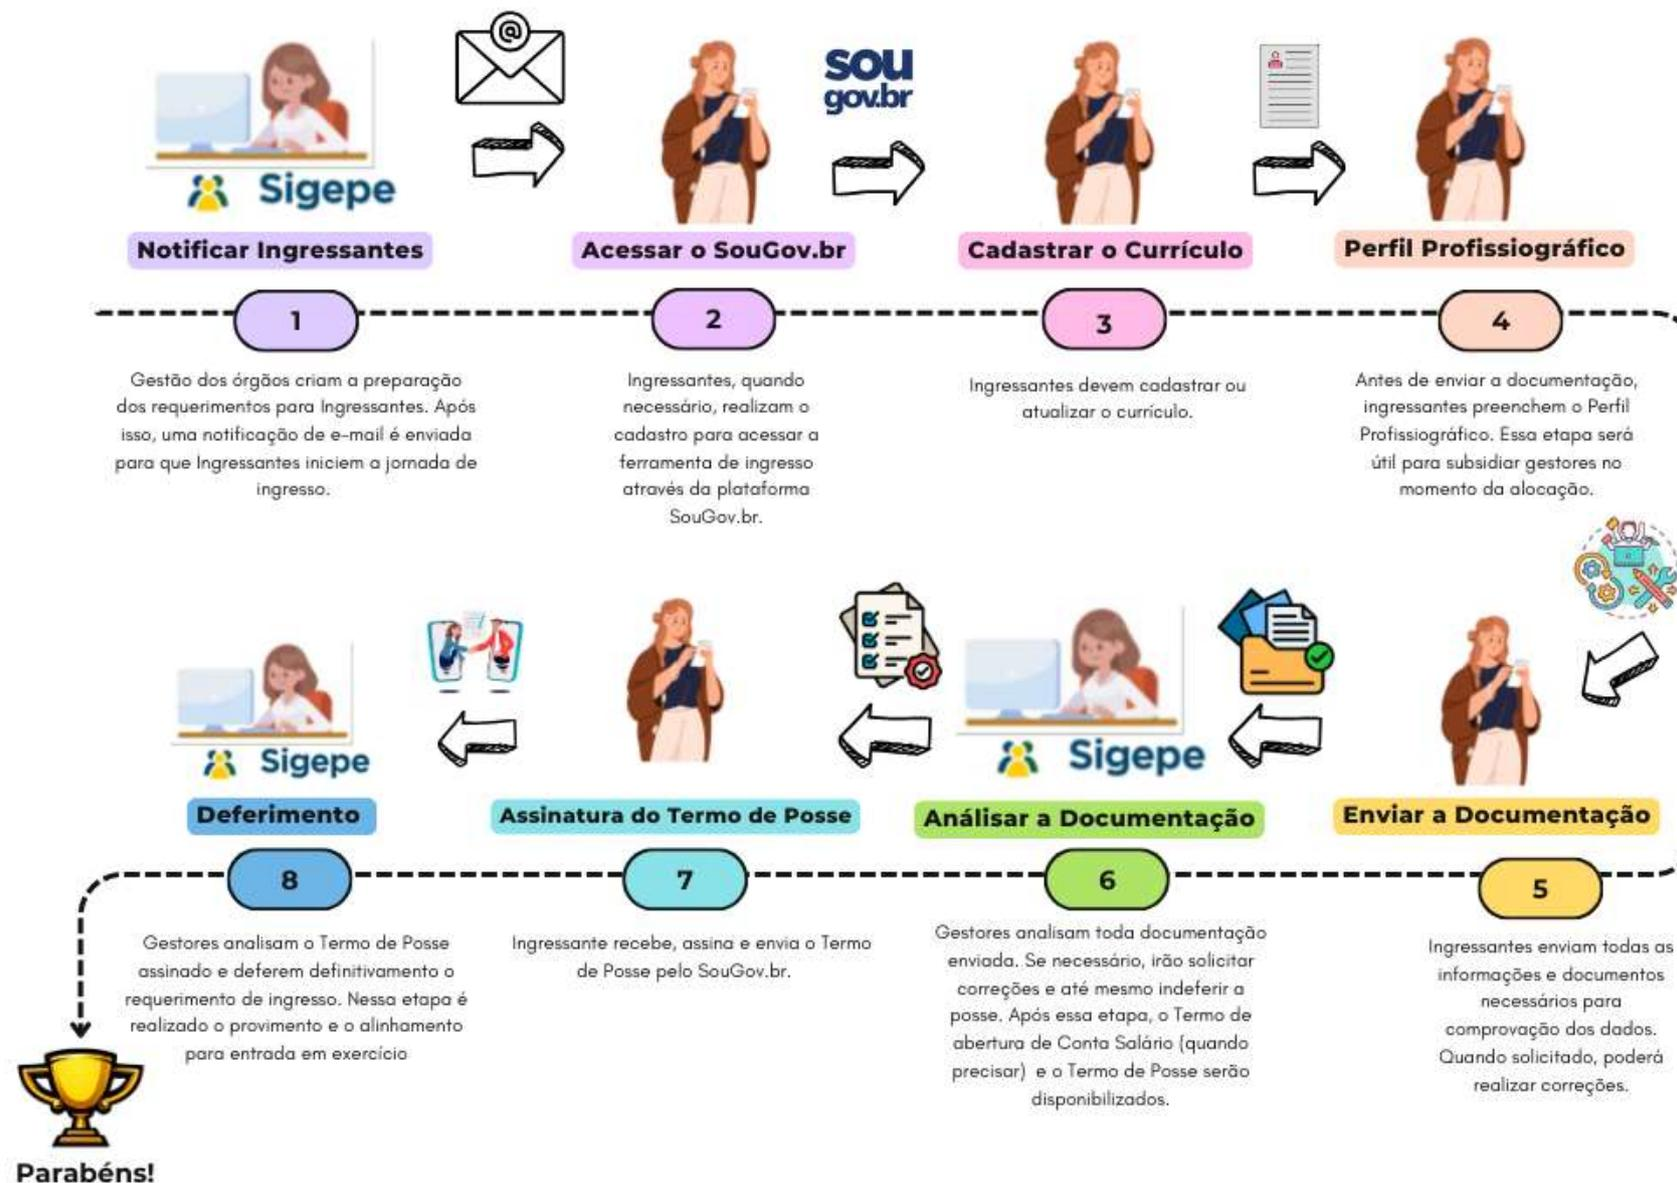 @
sou
gov.br
Sigepe
Notificar Ingressantes
Acessar o SouGov.br
Cadastrar o Currículo
Perfil Profissiográfico
1
2
3
4
Gestão dos órgãos criam a preparação
dos requerimentos para Ingressantes. Após
isso, uma notificação de e-mail é enviada
para que Ingressantes iniciem a jornada de
ingresso.
Ingressantes, quando
necessário, realizam o
cadastro para acessar a
ferramenta de ingresso
através da plataforma
SouGov.br.
Ingressantes devem cadastrar ou
atualizar o currículo.
Antes de enviar a documentação,
ingressantes preenchem o Perfil
Profissiográfico. Essa etapa será
útil para subsidiar gestores no
momento da alocação.
Sigepe
Sigepe
Deferimento
Assinatura do Termo de Posse
Análisar a Documentação
Enviar a Documentação
8
7
6
5
Gestores analisam o Termo de Posse
assinado e deferem definitivamento o
requerimento de ingresso. Nessa etapa é
realizado o provimento e o alinhamento
para entrada em exercício
Ingressante recebe, assina e envia o Termo
de Posse pelo SouGov.br.
Gestores analisam toda documentação
enviada. Se necessário, irão solicitar
correções e até mesmo indeferir a
posse. Após essa etapa, o Termo de
abertura de Conta Salário (quando
precisar) e o Termo de Posse serão
disponibilizados.
Ingressantes enviam todas as
informações e documentos
necessários para
comprovação dos dados.
Quando solicitado, poderá
realizar correções.
Parabéns!